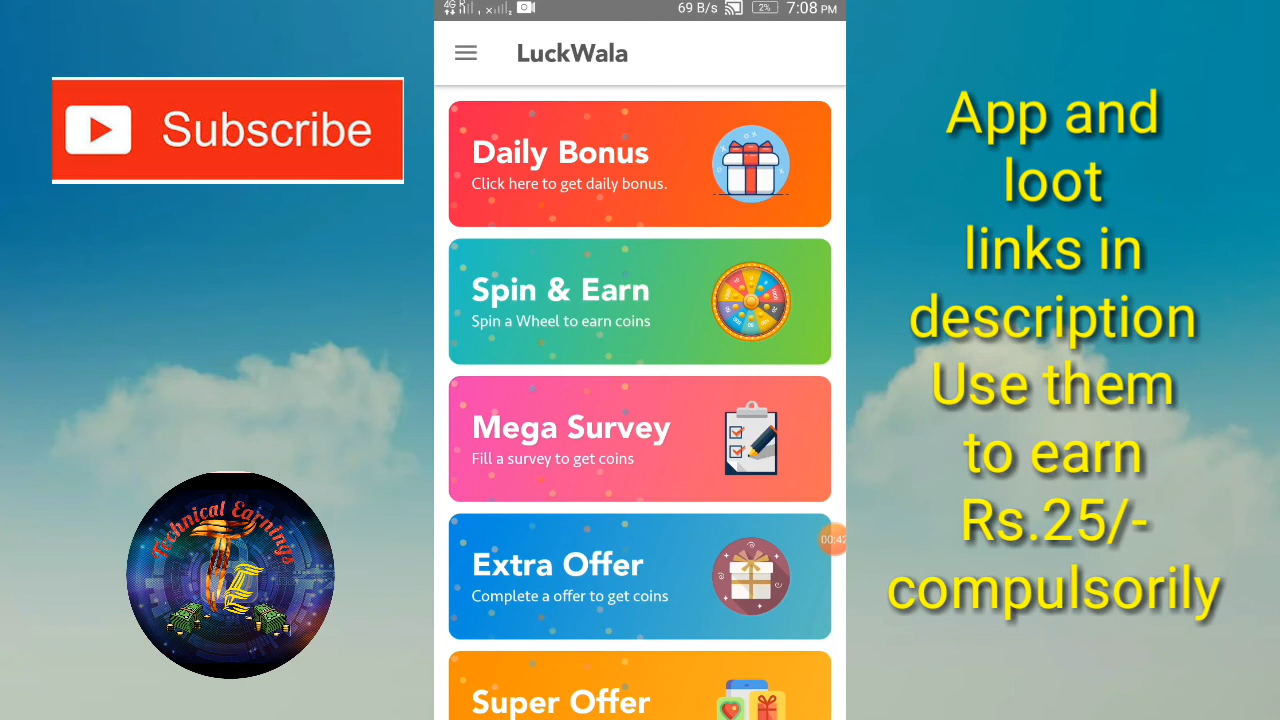 4G R
69 B/s 2% 7:08 PM
LuckWala
Subscribe
Daily Bonus
Click here to get daily bonus.
Spin & Earn
Spin a Wheel to earn coins
Mega Survey
Fill a survey to get coins
Extra Offer
Complete a offer to get coins
00:42
Super Offer
Technical Earnings
TE
App and
loot
links in
description
Use them
to earn
Rs.25/-
compulsorily